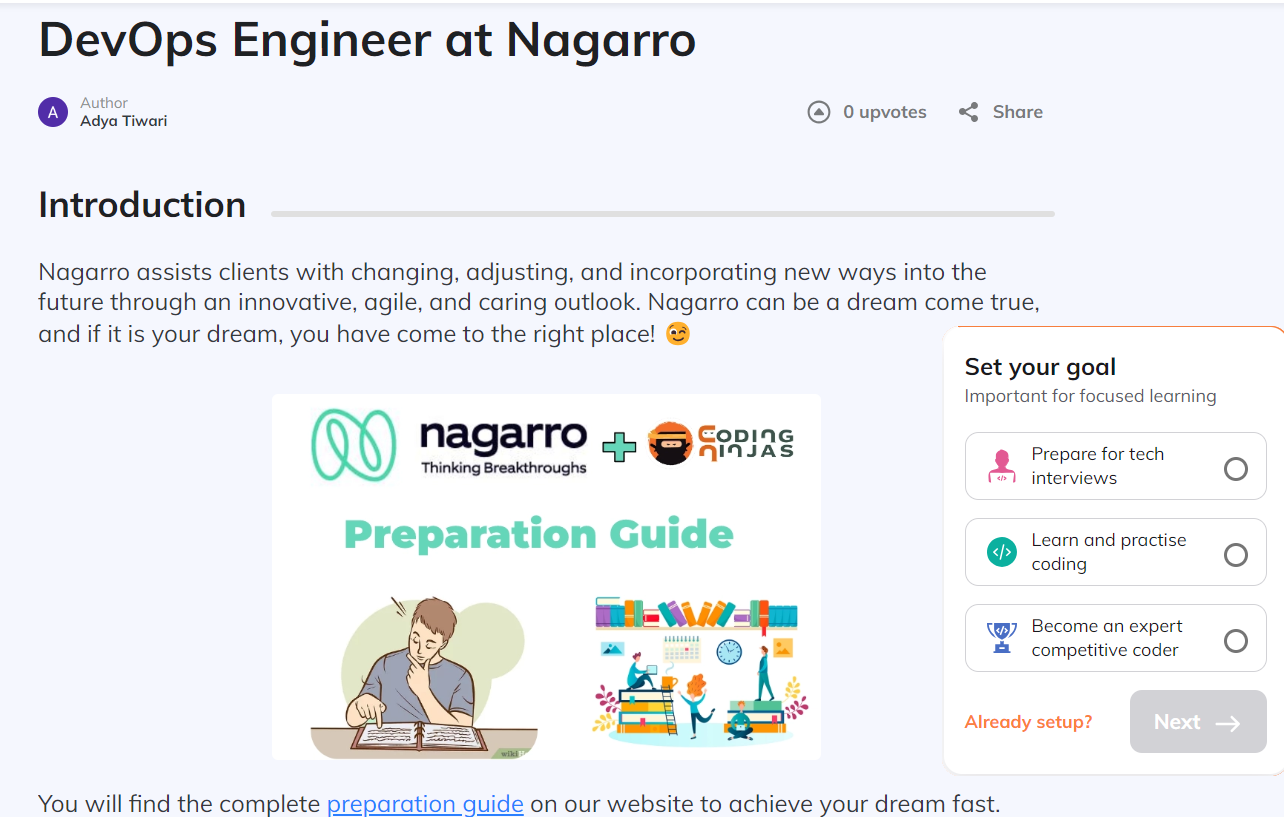 DevOps Engineer at Nagarro
A
Author
Adya Tiwari
0 upvotes
Share
Introduction
Nagarro assists clients with changing, adjusting, and incorporating new ways into the
future through an innovative, agile, and caring outlook. Nagarro can be a dream come true,
and if it is your dream, you have come to the right place! 😉
nagarro
Thinking Breakthroughs
CODING
NINJAS
Preparation Guide
wiki
You will find the complete preparation guide on our website to achieve your dream fast.
Set your goal
Important for focused learning
Prepare for tech
interviews
</>
Learn and practise
coding
Become an expert
competitive coder
Already setup?
Next →